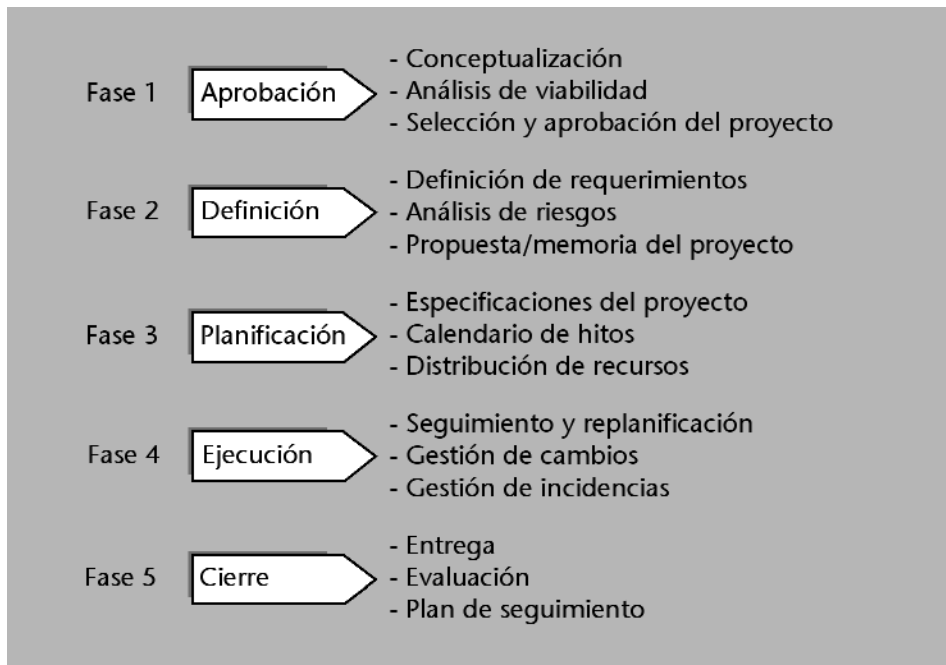 - Conceptualización
Fase 1 Aprobación - Análisis de viabilidad
- Selección y aprobación del proyecto
- Definición de requerimientos
Fase 2 Definición - Análisis de riesgos
- Propuesta/memoria del proyecto
- Especificaciones del proyecto
Fase 3 Planificación - Calendario de hitos
- Distribución de recursos
- Seguimiento y replanificación
Fase 4 Ejecución - Gestión de cambios
- Gestión de incidencias
- Entrega
Fase 5 Cierre - Evaluación
- Plan de seguimiento